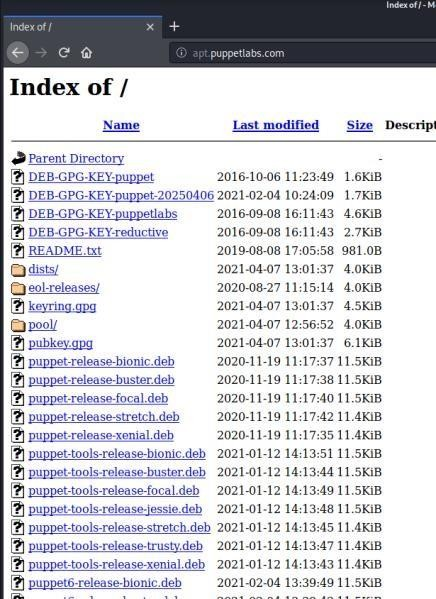 Index of / - M
Index of /
apt.puppetlabs.com
Index of /
Name Last modified Size Descript
Parent Directory -
DEB-GPG-KEY-puppet 2016-10-06 11:23:49 1.6KiB
DEB-GPG-KEY-puppet-20250406 2021-02-04 10:24:09 1.7KiB
DEB-GPG-KEY-puppetlabs 2016-09-08 16:11:43 4.6KiB
DEB-GPG-KEY-reductive 2016-09-08 16:11:43 2.7KiB
README.txt 2019-08-08 17:05:58 981.0B
dists/ 2021-04-07 13:01:37 4.0KiB
eol-releases/ 2020-08-27 11:15:14 4.0KiB
keyring.gpg 2021-04-07 13:01:37 4.5KiB
pool/ 2021-04-07 12:56:52 4.0KiB
pubkey.gpg 2021-04-07 13:01:37 6.1KiB
puppet-release-bionic.deb 2020-11-19 11:17:37 11.5KiB
puppet-release-buster.deb 2020-11-19 11:17:38 11.5KiB
puppet-release-focal.deb 2020-11-19 11:17:40 11.5KiB
puppet-release-stretch.deb 2020-11-19 11:17:42 11.4KiB
puppet-release-xenial.deb 2020-11-19 11:17:35 11.4KiB
puppet-tools-release-bionic.deb 2021-01-12 14:13:51 11.5KiB
puppet-tools-release-buster.deb 2021-01-12 14:13:44 11.5KiB
puppet-tools-release-focal.deb 2021-01-12 14:13:49 11.5KiB
puppet-tools-release-jessie.deb 2021-01-12 14:13:48 11.5KiB
puppet-tools-release-stretch.deb 2021-01-12 14:13:45 11.4KiB
puppet-tools-release-trusty.deb 2021-01-12 14:13:47 11.4KiB
puppet-tools-release-xenial.deb 2021-01-12 14:13:43 11.4KiB
puppet6-release-bionic.deb 2021-02-04 13:39:49 11.5KiB